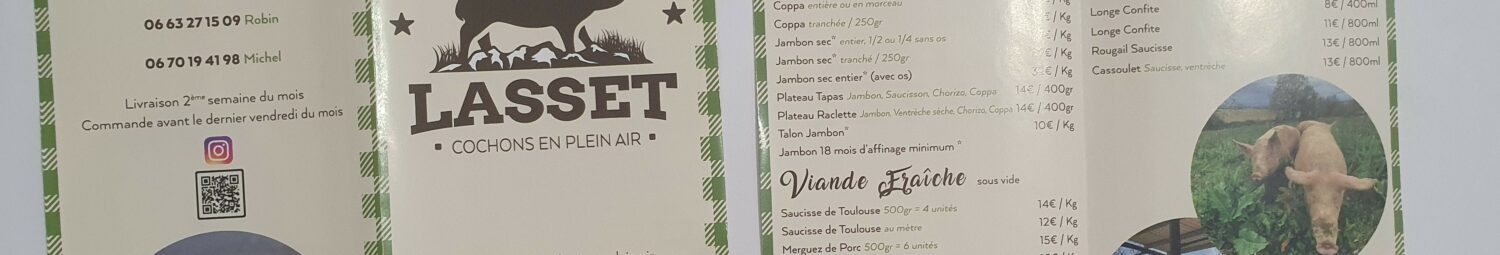 06 63 27 15 09 Robin
06 70 19 41 98 Michel
Livraison 2ème semaine du mois
Commande avant le dernier vendredi du mois
LASSET
COCHONS EN PLEIN AIR
Coppa entière ou en morceau
Coppa tranchée / 250gr € / Kg
Jambon sec* entier, 1/2 ou 1/4 sans os / Kg
Jambon sec* tranché / 250gr € / Kg
Jambon sec entier* (avec os) € / Kg
Plateau Tapas Jambon, Saucisson, Chorizo, Coppa 14€ / 400gr
Plateau Raclette Jambon, Ventrèche sèche, Chorizo, Coppa 14€ / 400gr
Talon Jambon* 10€ / Kg
Jambon 18 mois d'affinage minimum *
Viande Fraîche sous vide
Saucisse de Toulouse 500gr = 4 unités 14€ / Kg
Saucisse de Toulouse au mètre 12€ / Kg
Merguez de Porc 500gr = 6 unités 15€ / Kg
Longe Confite 8€ / 400ml
Longe Confite 11€ / 800ml
Rougail Saucisse 13€ / 800ml
Cassoulet Saucisse, ventrèche 13€ / 800ml